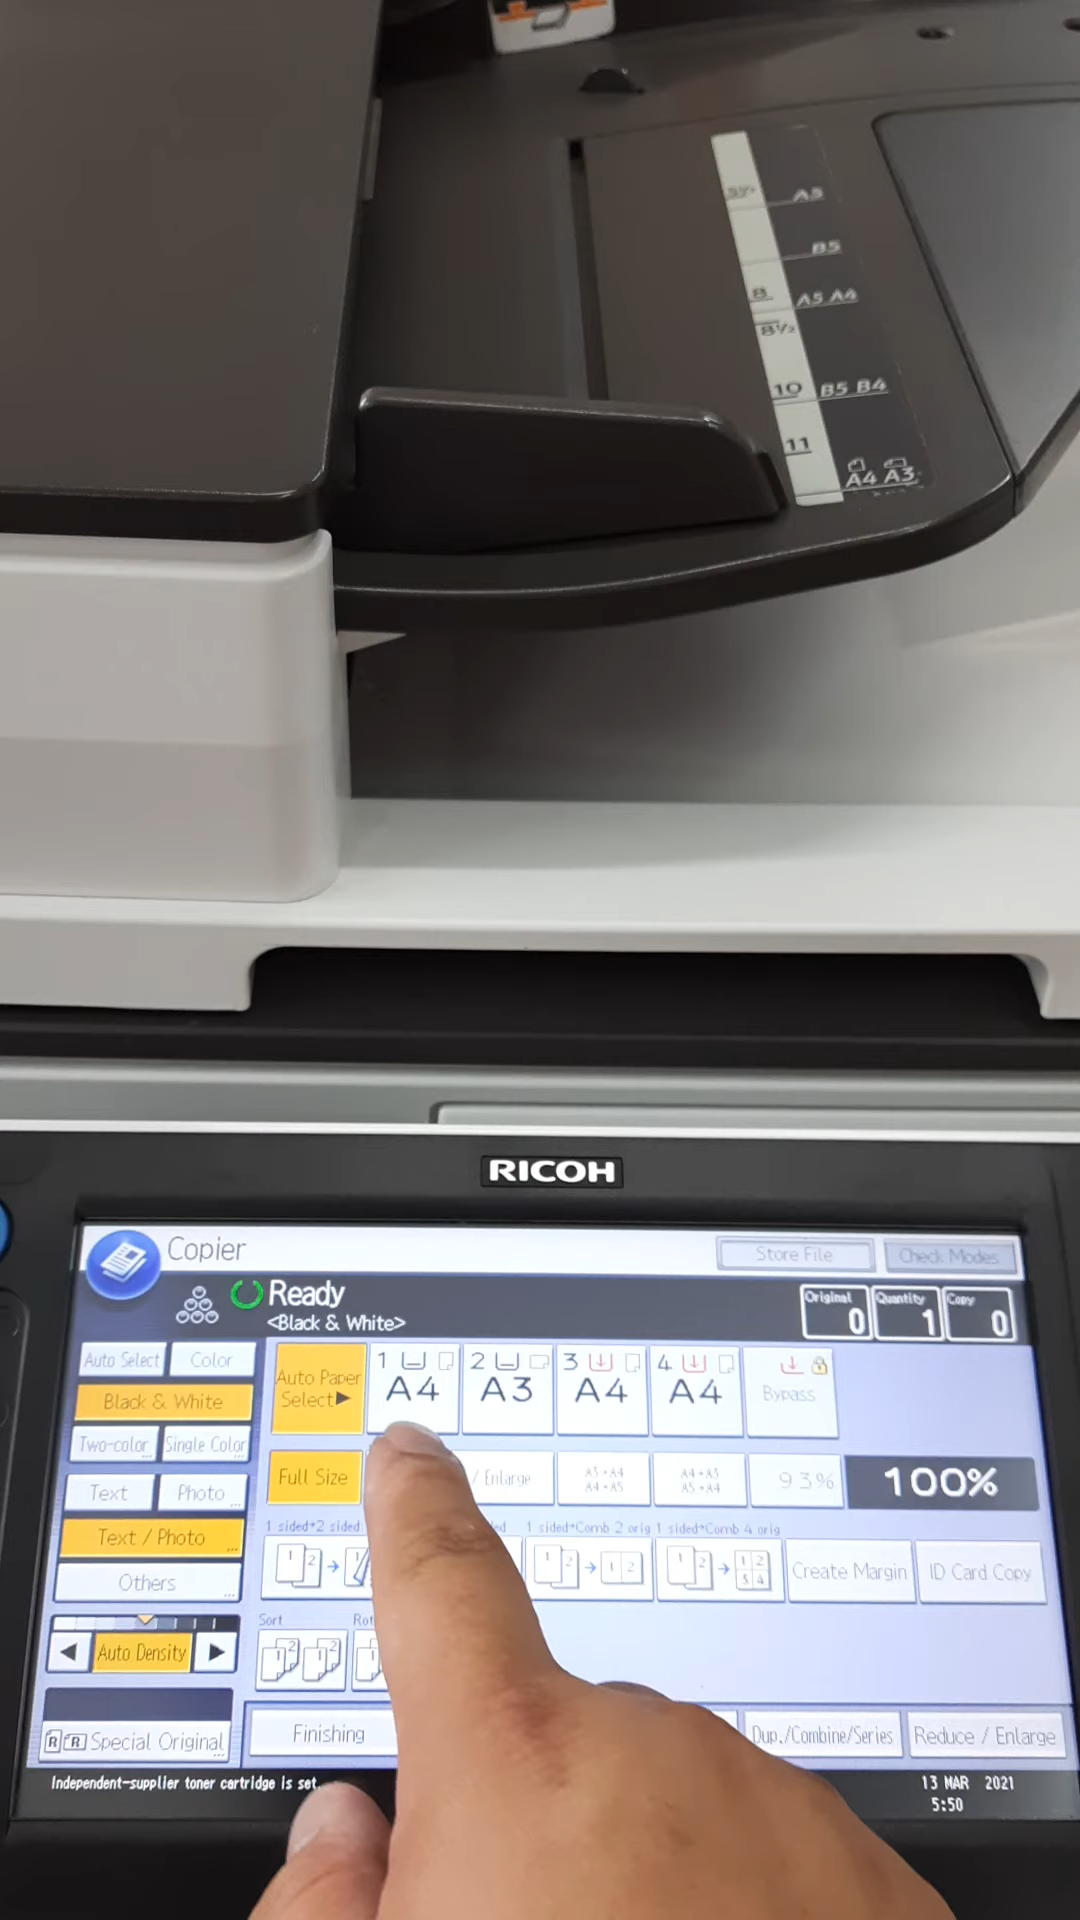 5½ A5
B5
8 A5 A4
8½
10 B5 B4
11
A4 A3
RICOH
Copier
Store File
Check Modes
Ready
<Black & White>
Original 0
Quantity 1
Copy 0
Auto Select
Color
Black & White
Two-color...
Single Color...
Text
Photo...
Text / Photo...
Others...
Auto Density
Special Original...
Auto Paper
Select▶
1
A4
2
A3
3
A4
4
A4
Bypass
Full Size
/ Enlarge
A3→A4
A4→A5
A4→A3
A5→A4
93%
100%
1 sided→2 sided
1 sided→Comb 2 orig
1 sided→Comb 4 orig
Create Margin
ID Card Copy
Sort
Finishing
Dup./Combine/Series
Reduce / Enlarge
Independent-supplier toner cartridge is set.
13 MAR 2021
5:50